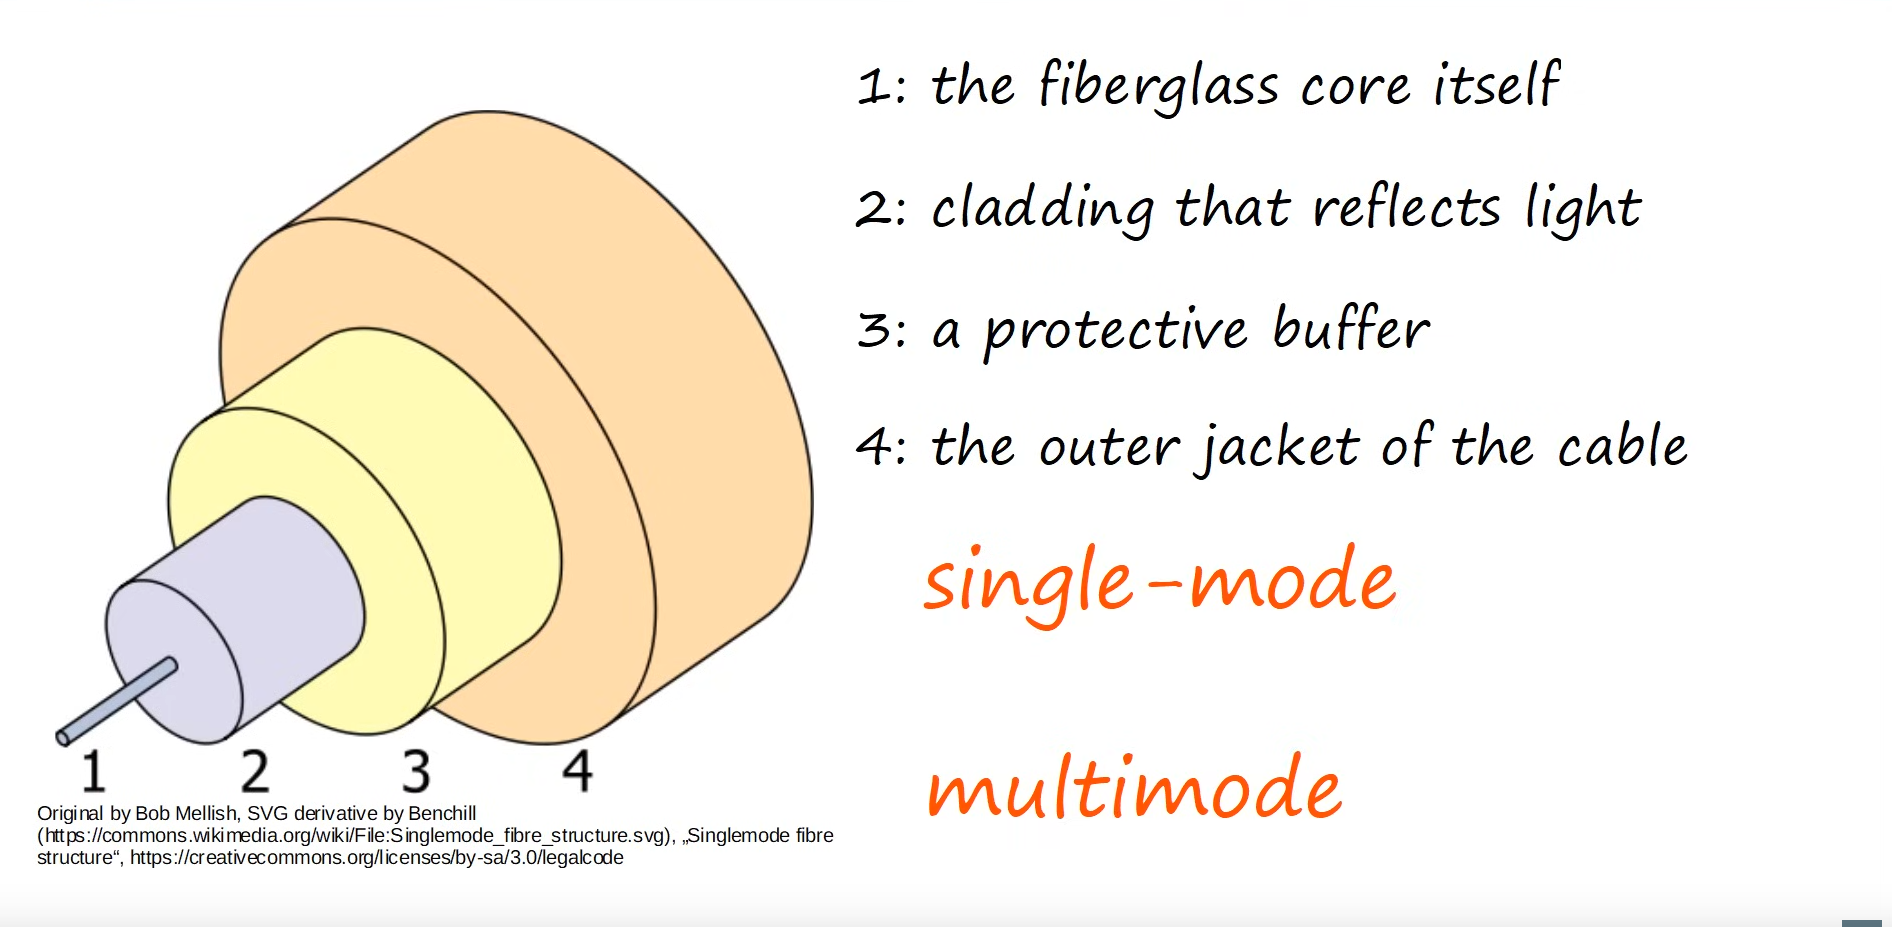 1: the fiberglass core itself
2: cladding that reflects light
3: a protective buffer
4: the outer jacket of the cable
single-mode
multimode
1 2 3 4
Original by Bob Mellish, SVG derivative by Benchill
(https://commons.wikimedia.org/wiki/File:Singlemode_fibre_structure.svg), „Singlemode fibre
structure“, https://creativecommons.org/licenses/by-sa/3.0/legalcode